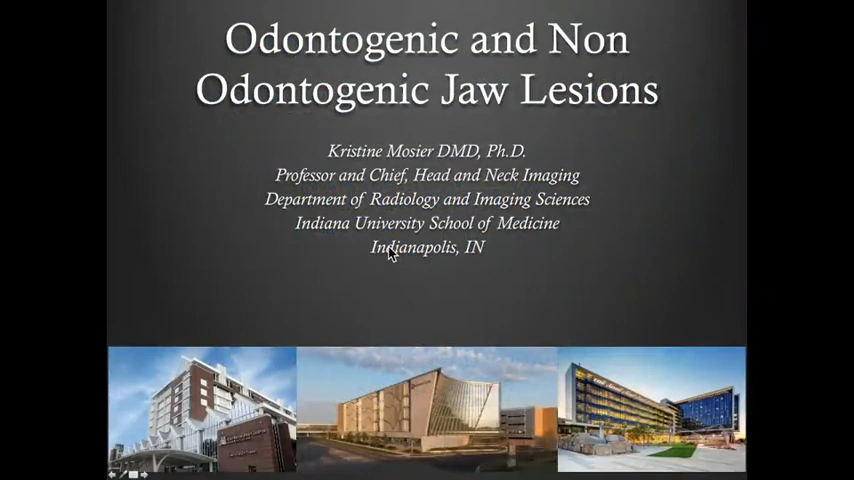 Odontogenic and Non
Odontogenic Jaw Lesions
Kristine Mosier DMD, Ph.D.
Professor and Chief, Head and Neck Imaging
Department of Radiology and Imaging Sciences
Indiana University School of Medicine
Indianapolis, IN